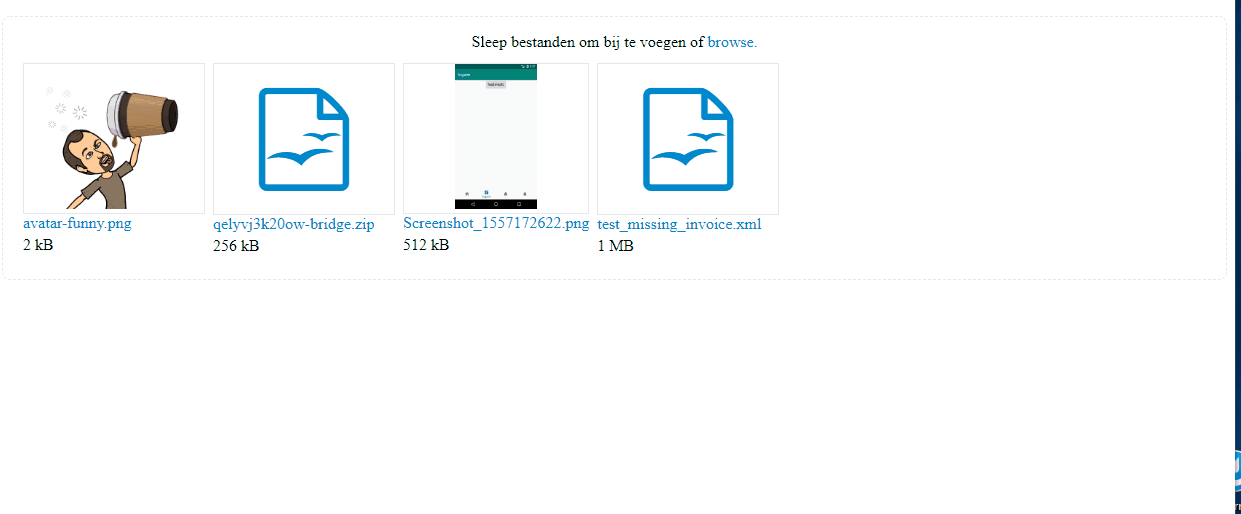 Sleep bestanden om bij te voegen of browse.
avatar-funny.png
2 kB
qelyvj3k20ow-bridge.zip
256 kB
Screenshot_1557172622.png
512 kB
test_missing_invoice.xml
1 MB